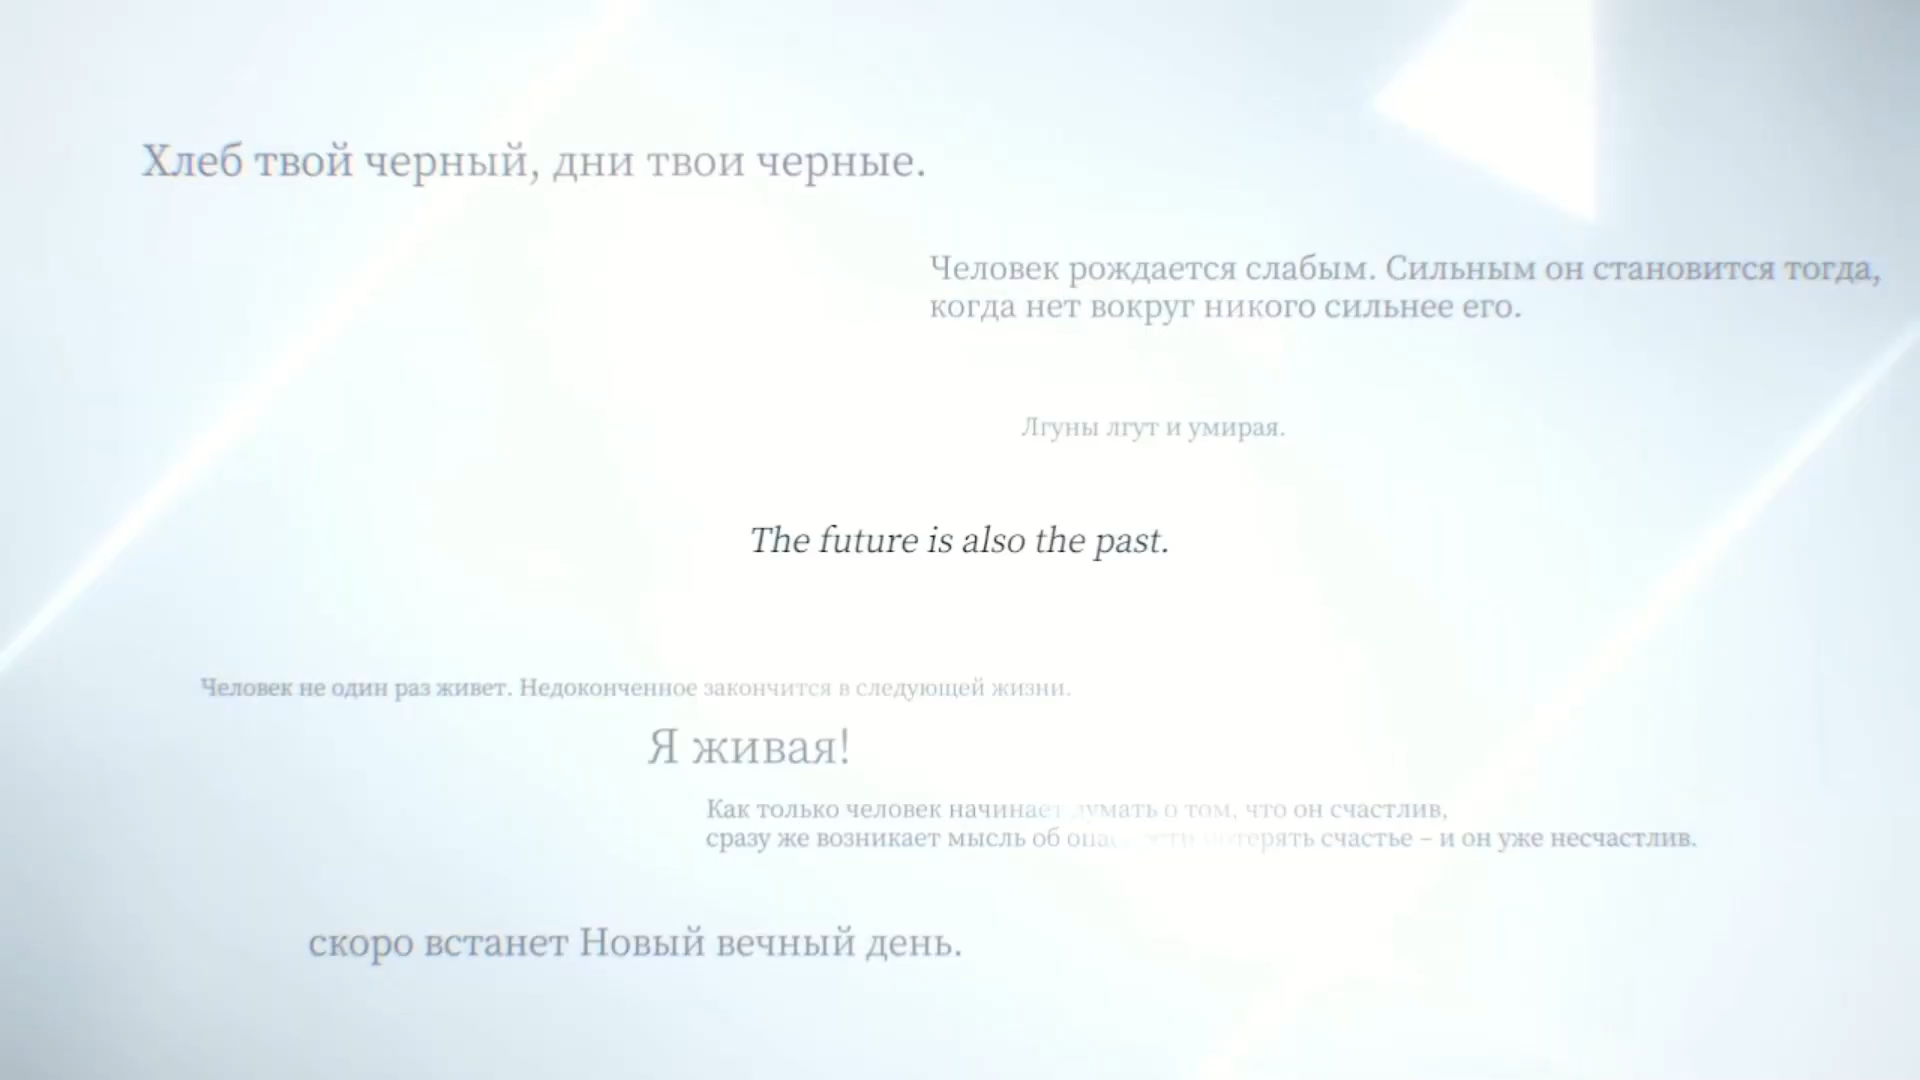 Хлеб твой черный, дни твои черные.
Человек рождается слабым. Сильным он становится тогда,
когда нет вокруг никого сильнее его.
Лгуны лгут и умирая.
The future is also the past.
Человек не один раз живет. Недоконченное закончится в следующей жизни.
Я живая!
Как только человек начинает думать о том, что он счастлив,
сразу же возникает мысль об опасности потерять счастье – и он уже несчастлив.
скоро встанет Новый вечный день.